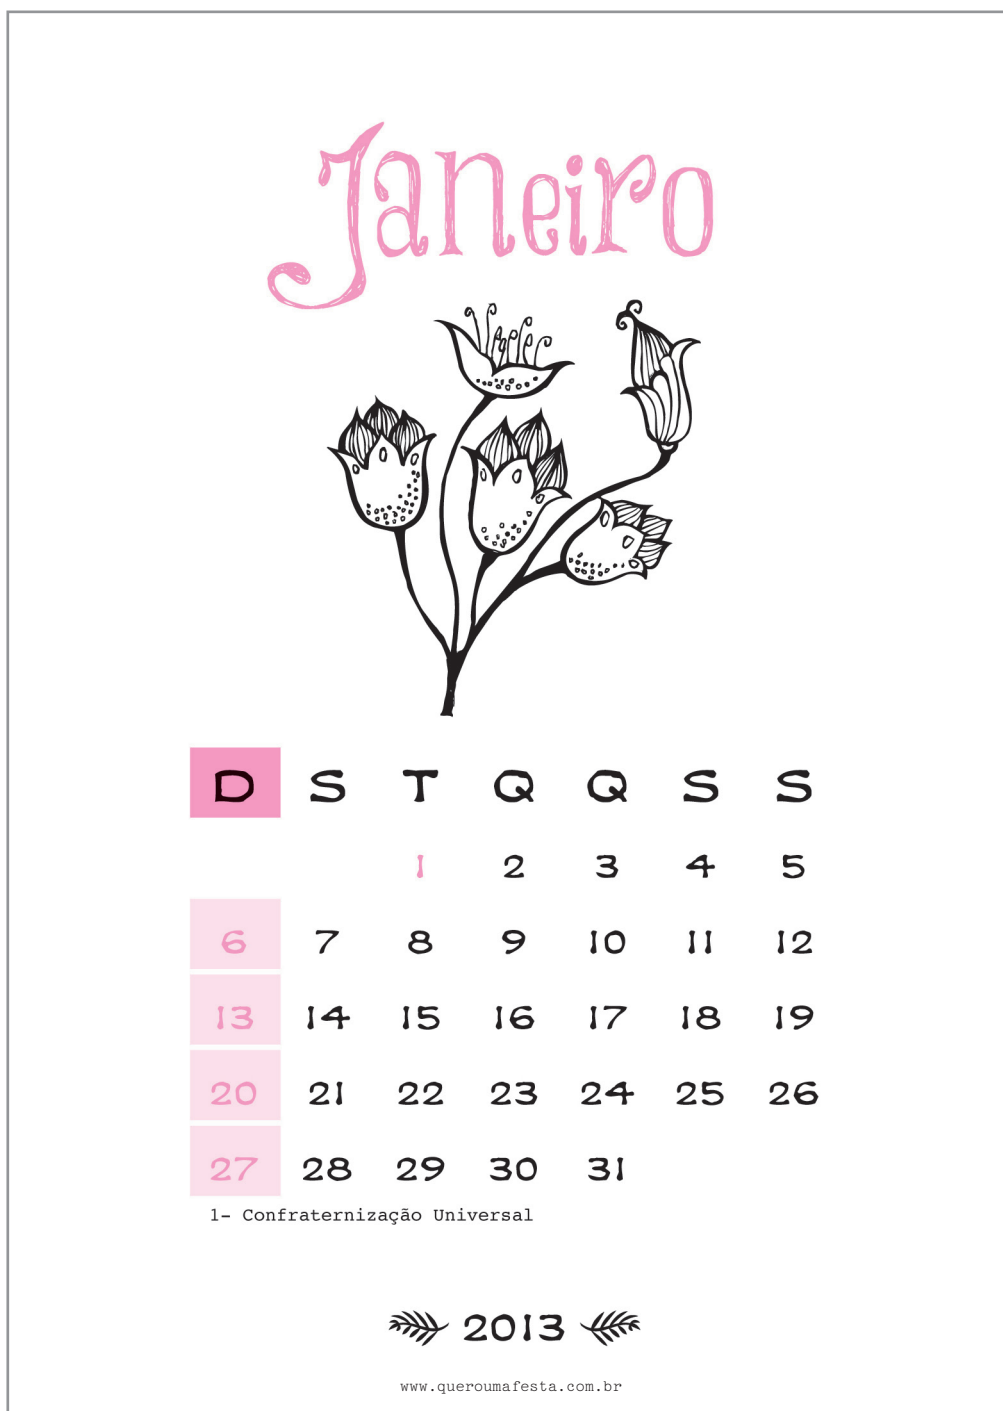 Janeiro
D S T Q Q S S
1 2 3 4 5
6 7 8 9 10 11 12
13 14 15 16 17 18 19
20 21 22 23 24 25 26
27 28 29 30 31
1- Confraternização Universal
2013
www.queroumafesta.com.br